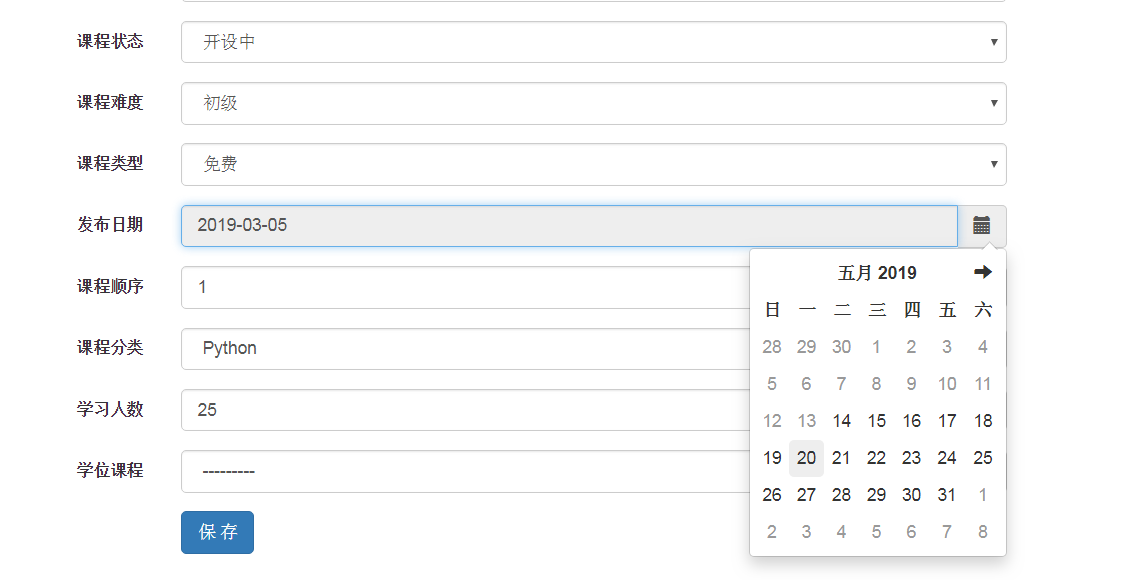 课程状态 开设中
课程难度 初级
课程类型 免费
发布日期 2019-03-05
课程顺序 1
课程分类 Python
学习人数 25
学位课程 ---------
保 存
五月 2019
日 一 二 三 四 五 六
28 29 30 1 2 3 4
5 6 7 8 9 10 11
12 13 14 15 16 17 18
19 20 21 22 23 24 25
26 27 28 29 30 31 1
2 3 4 5 6 7 8